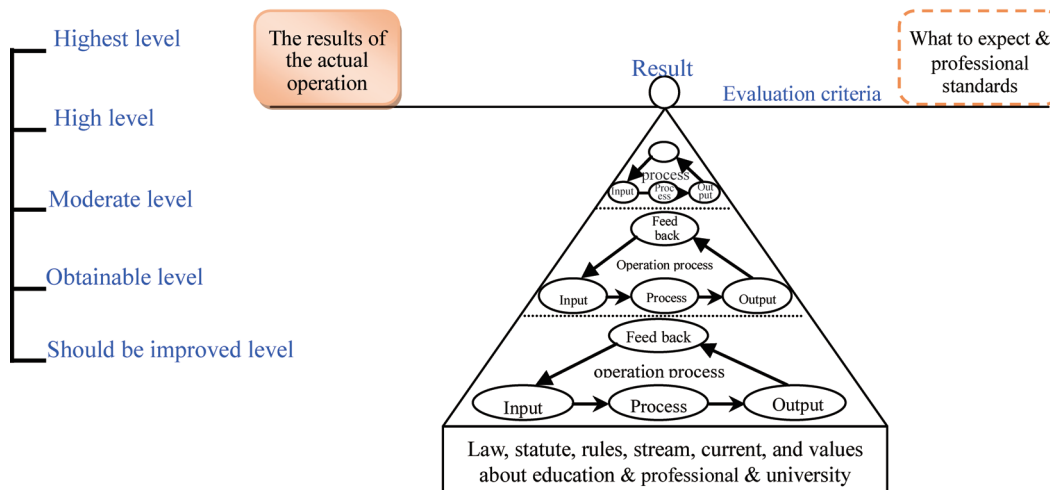 Highest level
High level
Moderate level
Obtainable level
Should be improved level
The results of
the actual
operation
Result
Evaluation criteria
What to expect &
professional
standards
process
Input
Proc
ess
Out
put
Feed
back
Operation process
Input
Process
Output
Feed back
operation process
Input
Process
Output
Law, statute, rules, stream, current, and values
about education & professional & university